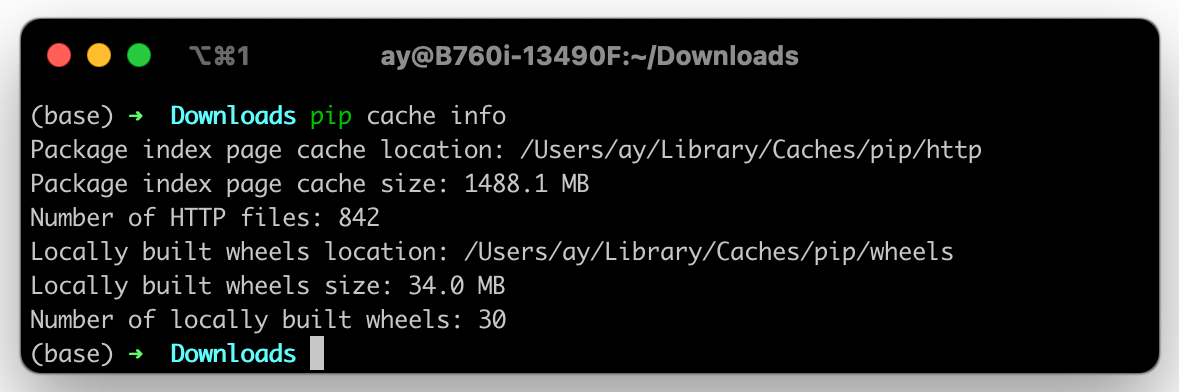 ⌥⌘1
ay@B760i-13490F:~/Downloads
(base) ➜  Downloads pip cache info
Package index page cache location: /Users/ay/Library/Caches/pip/http
Package index page cache size: 1488.1 MB
Number of HTTP files: 842
Locally built wheels location: /Users/ay/Library/Caches/pip/wheels
Locally built wheels size: 34.0 MB
Number of locally built wheels: 30
(base) ➜  Downloads